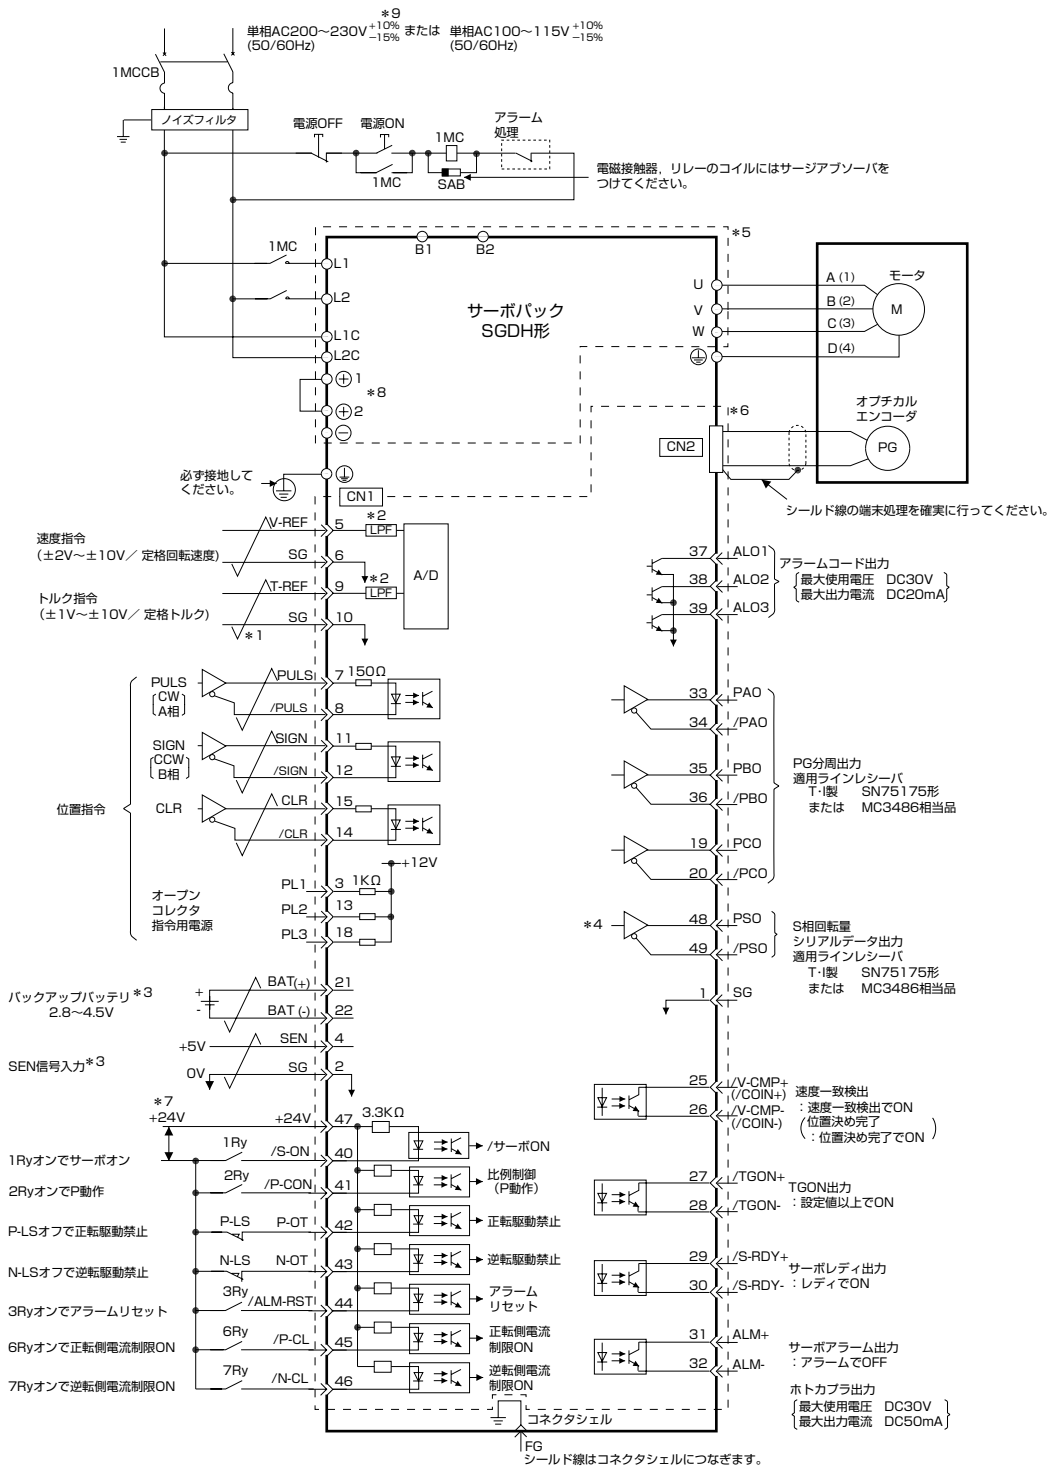 *9
単相AC200～230V +10% -15% または 単相AC100～115V +10% -15%
(50/60Hz) (50/60Hz)
1MCCB
ノイズフィルタ
電源OFF 電源ON
アラーム
処理
1MC
1MC
SAB
電磁接触器，リレーのコイルにはサージアブソーバを
つけてください。
*5
B1 B2
1MC
L1
L2
L1C
L2C
⊕1
*8
⊕2
⊖
サーボパック
SGDH形
U
V
W
A (1)
B (2)
C (3)
D (4)
モータ
M
オプチカル
エンコーダ
PG
*6
CN2
シールド線の端末処理を確実に行ってください。
必ず接地して
ください。
CN1
速度指令
(±2V～±10V／定格回転速度)
V-REF 5 *2 LPF
SG 6
トルク指令
(±1V～±10V／定格トルク)
T-REF 9 *2 LPF
SG 10
*1
A/D
位置指令
PULS
CW
A相
PULS 7 150Ω
/PULS 8
SIGN
CCW
B相
SIGN 11
/SIGN 12
CLR
CLR 15
/CLR 14
+12V
オープン
コレクタ
指令用電源
PL1 3 1KΩ
PL2 13
PL3 18
バックアップバッテリ*3
2.8～4.5V
+
-
BAT(+) 21
BAT (-) 22
SEN信号入力*3
+5V SEN 4
0V SG 2
*7
+24V +24V 47 3.3KΩ
1Ryオンでサーボオン 1Ry /S-ON 40 /サーボON
2RyオンでP動作 2Ry /P-CON 41 比例制御
（P動作）
P-LSオフで正転駆動禁止 P-LS P-OT 42 正転駆動禁止
N-LSオフで逆転駆動禁止 N-LS N-OT 43 逆転駆動禁止
3Ryオンでアラームリセット 3Ry /ALM-RST 44 アラーム
リセット
6Ryオンで正転側電流制限ON 6Ry /P-CL 45 正転側電流
制限ON
7Ryオンで逆転側電流制限ON 7Ry /N-CL 46 逆転側電流
制限ON
コネクタシェル
FG
シールド線はコネクタシェルにつなぎます。
37 ALO1
38 ALO2
39 ALO3
アラームコード出力
最大使用電圧 DC30V
最大出力電流 DC20mA
33 PAO
34 /PAO
35 PBO
36 /PBO
19 PCO
20 /PCO
PG分周出力
適用ラインレシーバ
T･I製 SN75175形
または MC3486相当品
*4
48 PSO
49 /PSO
S相回転量
シリアルデータ出力
適用ラインレシーバ
T･I製 SN75175形
または MC3486相当品
1 SG
25 /V-CMP+
(/COIN+)
26 /V-CMP-
(/COIN-)
速度一致検出
：速度一致検出でON
位置決め完了
：位置決め完了でON
27 /TGON+
28 /TGON-
TGON出力
：設定値以上でON
29 /S-RDY+
30 /S-RDY-
サーボレディ出力
：レディでON
31 ALM+
32 ALM-
サーボアラーム出力
：アラームでOFF
ホトカプラ出力
最大使用電圧 DC30V
最大出力電流 DC50mA